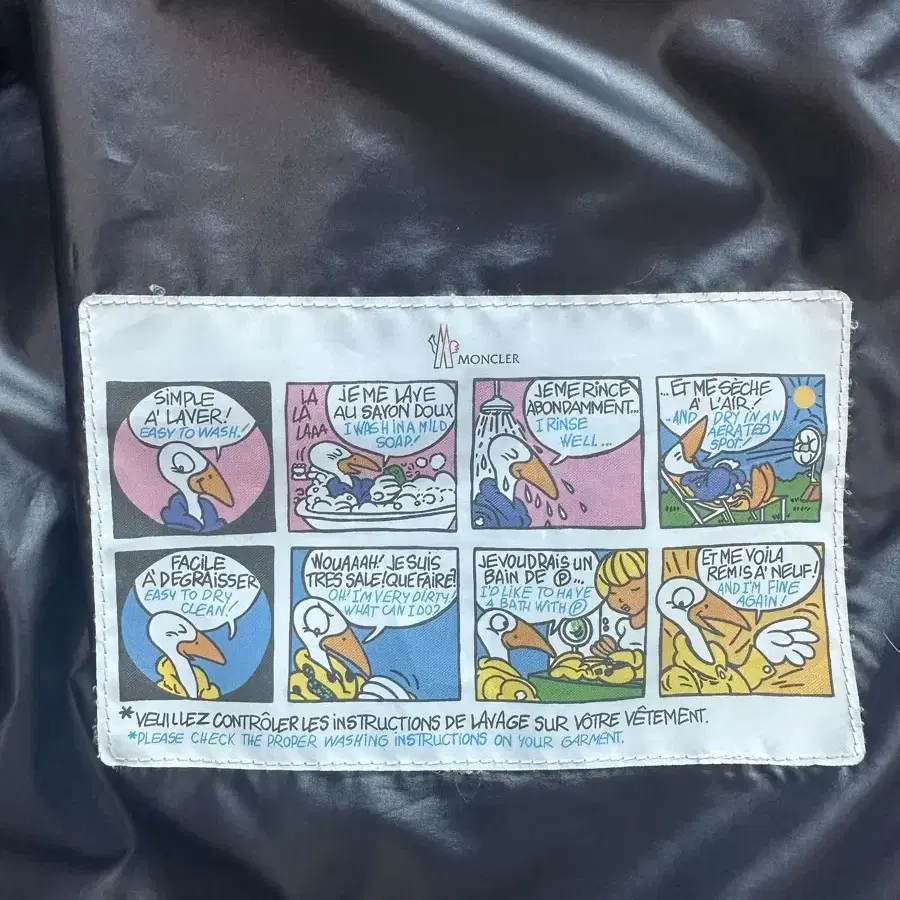 MONCLER
SIMPLE
A' LAVER!
EASY TO WASH!
LA
LA
LAAA
JE ME LAVE
AU SAVON DOUX
I WASH IN A MILD
SOAP!
JE ME RINCE
ABONDAMMENT...
I RINSE
WELL...
...ET ME SÈCHE
A' L'AIR!
...AND I DRY IN AN
AERATED
SPOT!
FACILE
A' DEGRAISSER
EASY TO DRY
CLEAN!
WOUAAAH! JE SUIS
TRES SALE! QUE FAIRE?
OH! I'M VERY DIRTY!
WHAT CAN I DO?
JE VOUDRAIS UN
BAIN DE Ⓟ...
I'D LIKE TO HAVE
A BATH WITH Ⓟ
ET ME VOILA
REMIS A' NEUF!
AND I'M FINE
AGAIN!
*VEUILLEZ CONTRÔLER LES INSTRUCTIONS DE LAVAGE SUR VÔTRE VÊTEMENT.
*PLEASE CHECK THE PROPER WASHING INSTRUCTIONS ON YOUR GARMENT.